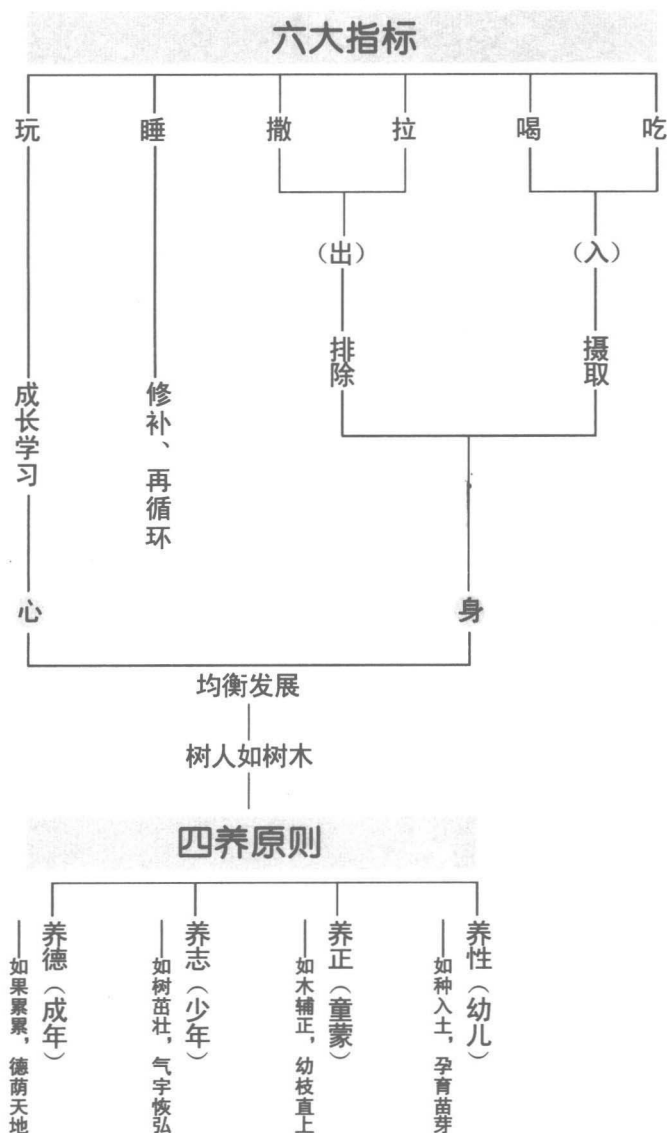 六大指标
玩 睡 撒 拉 喝 吃
（出） （入）
排除 摄取
成长学习
修补、再循环
心 身
均衡发展
树人如树木
四养原则
养性（幼儿）
——如种入土，孕育苗芽
养正（童蒙）
——如木辅正，幼枝直上
养志（少年）
——如树茁壮，气宇恢弘
养德（成年）
——如果累累，德荫天地